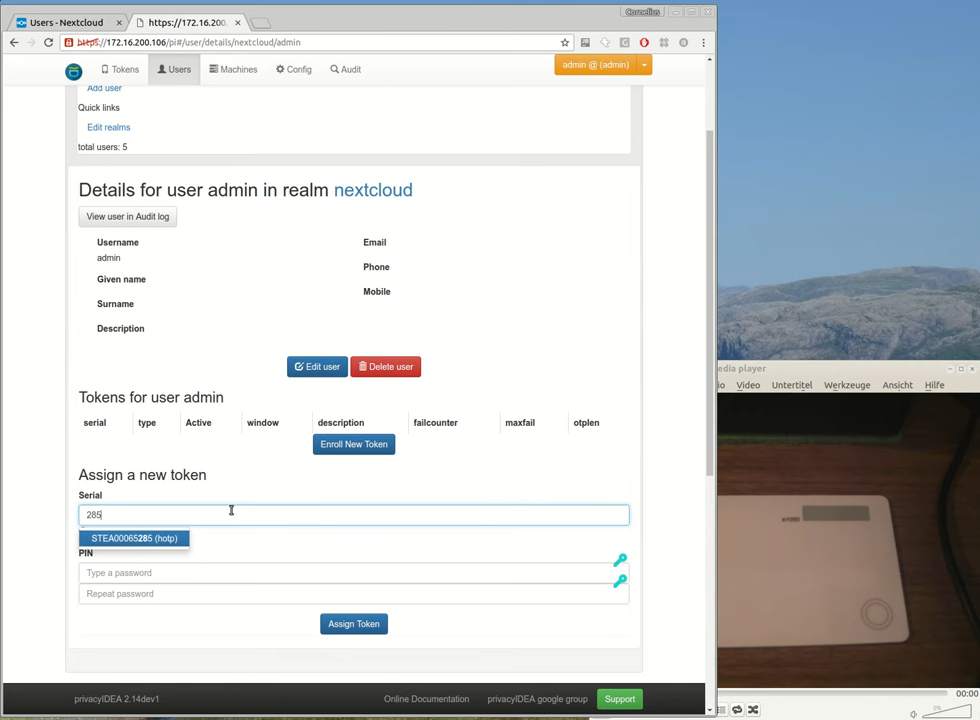 Cornelius
Users - Nextcloud
https://172.16.200.
https://172.16.200.106/pi#/user/details/nextcloud/admin
Tokens
Users
Machines
Config
Audit
admin @ (admin)
Add user
Quick links
Edit realms
total users: 5
Details for user admin in realm nextcloud
View user in Audit log
Username
admin
Email
Given name
Phone
Surname
Mobile
Description
Edit user
Delete user
Tokens for user admin
serial type Active window description failcounter maxfail otplen
Enroll New Token
Assign a new token
Serial
285
STEA00065285 (hotp)
PIN
Type a password
Repeat password
Assign Token
privacyIDEA 2.14dev1
Online Documentation
privacyIDEA google group
Support
edia player
io Video Untertitel Werkzeuge Ansicht Hilfe
00:00
0%